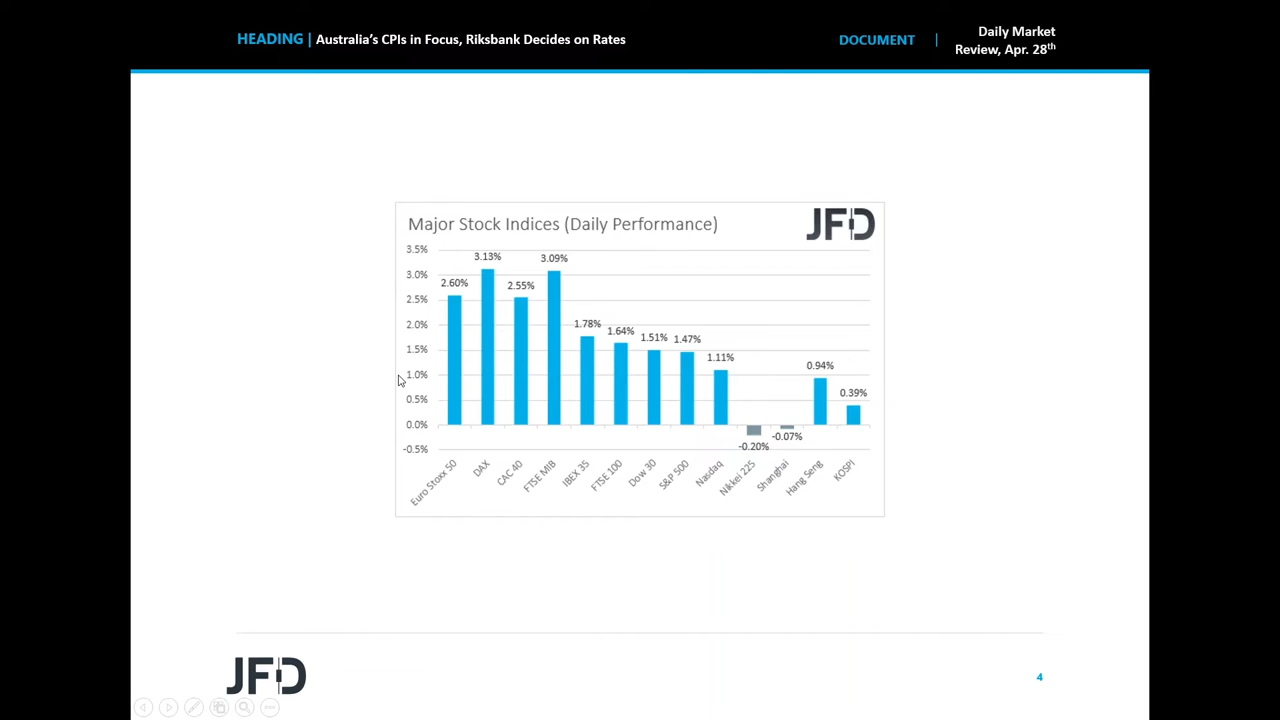 HEADING | Australia’s CPIs in Focus, Riksbank Decides on Rates
DOCUMENT | Daily Market
Review, Apr. 28th
Major Stock Indices (Daily Performance)
JFD
3.5%
3.0%
2.5%
2.0%
1.5%
1.0%
0.5%
0.0%
-0.5%
2.60%
3.13%
2.55%
3.09%
1.78%
1.64%
1.51%
1.47%
1.11%
-0.20%
-0.07%
0.94%
0.39%
Euro Stoxx 50
DAX
CAC 40
FTSE MIB
IBEX 35
FTSE 100
Dow 30
S&P 500
Nasdaq
Nikkei 225
Shanghai
Hang Seng
KOSPI
JFD
4